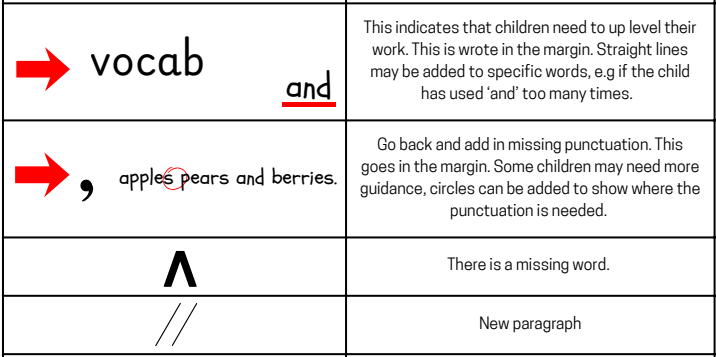 vocab
and
This indicates that children need to up level their
work. This is wrote in the margin. Straight lines
may be added to specific words, e.g if the child
has used ‘and’ too many times.
, apples pears and berries.
Go back and add in missing punctuation. This
goes in the margin. Some children may need more
guidance, circles can be added to show where the
punctuation is needed.
Λ
There is a missing word.
//
New paragraph